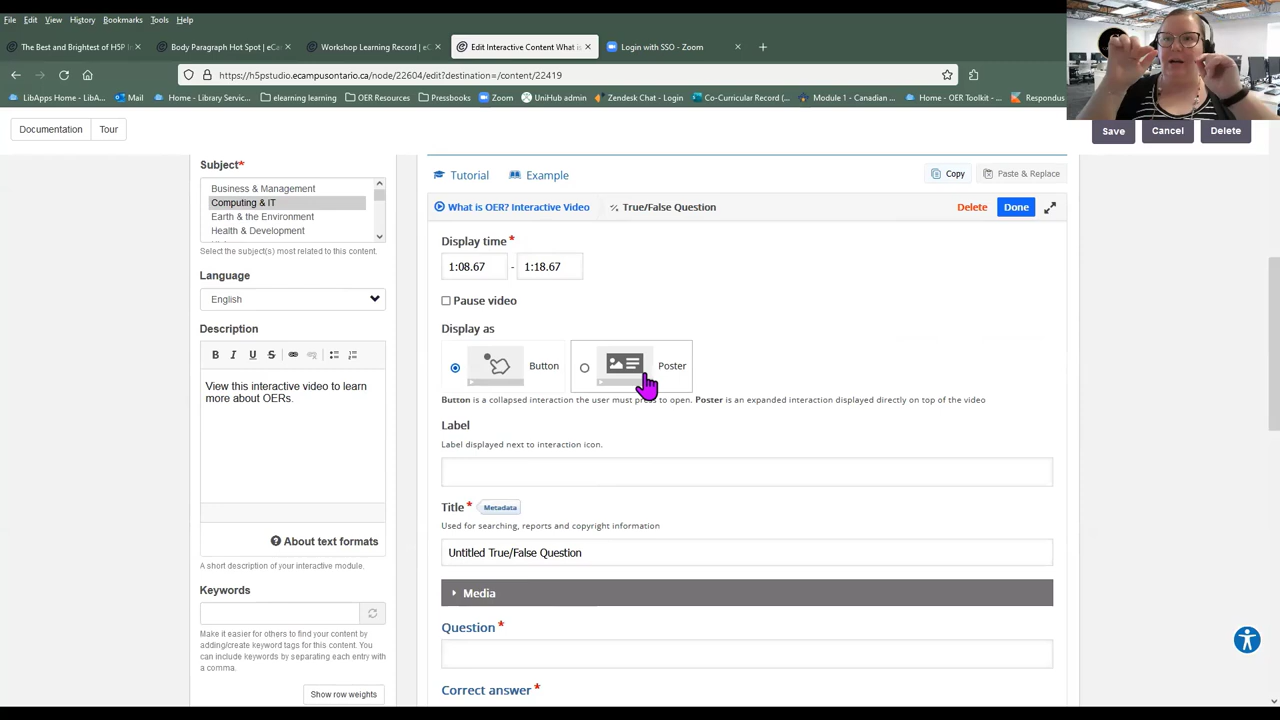 File Edit View History Bookmarks Tools Help
The Best and Brightest of H5P In
Body Paragraph Hot Spot | eCa
Workshop Learning Record | eC
Edit Interactive Content What is
Login with SSO - Zoom
https://h5pstudio.ecampusontario.ca/node/22604/edit?destination=/content/22419
LibApps Home - LibA...
Mail
Home - Library Servic...
elearning learning
OER Resources
Pressbooks
Zoom
UniHub admin
Zendesk Chat - Login
Co-Curricular Record (...
Module 1 - Canadian ...
Home - OER Toolkit - ...
Respondus
Documentation
Tour
Save
Cancel
Delete
Subject*
Business & Management
Computing & IT
Earth & the Environment
Health & Development
Select the subject(s) most related to this content.
Language
English
Description
B I U S
View this interactive video to learn
more about OERs.
About text formats
A short description of your interactive module.
Keywords
Make it easier for others to find your content by
adding/create keyword tags for this content. You
can include keywords by separating each entry with
a comma.
Show row weights
Tutorial
Example
Copy
Paste & Replace
What is OER? Interactive Video
True/False Question
Delete
Done
Display time *
1:08.67 - 1:18.67
Pause video
Display as
Button
Poster
Button is a collapsed interaction the user must press to open. Poster is an expanded interaction displayed directly on top of the video
Label
Label displayed next to interaction icon.
Title * Metadata
Used for searching, reports and copyright information
Untitled True/False Question
Media
Question *
Correct answer *